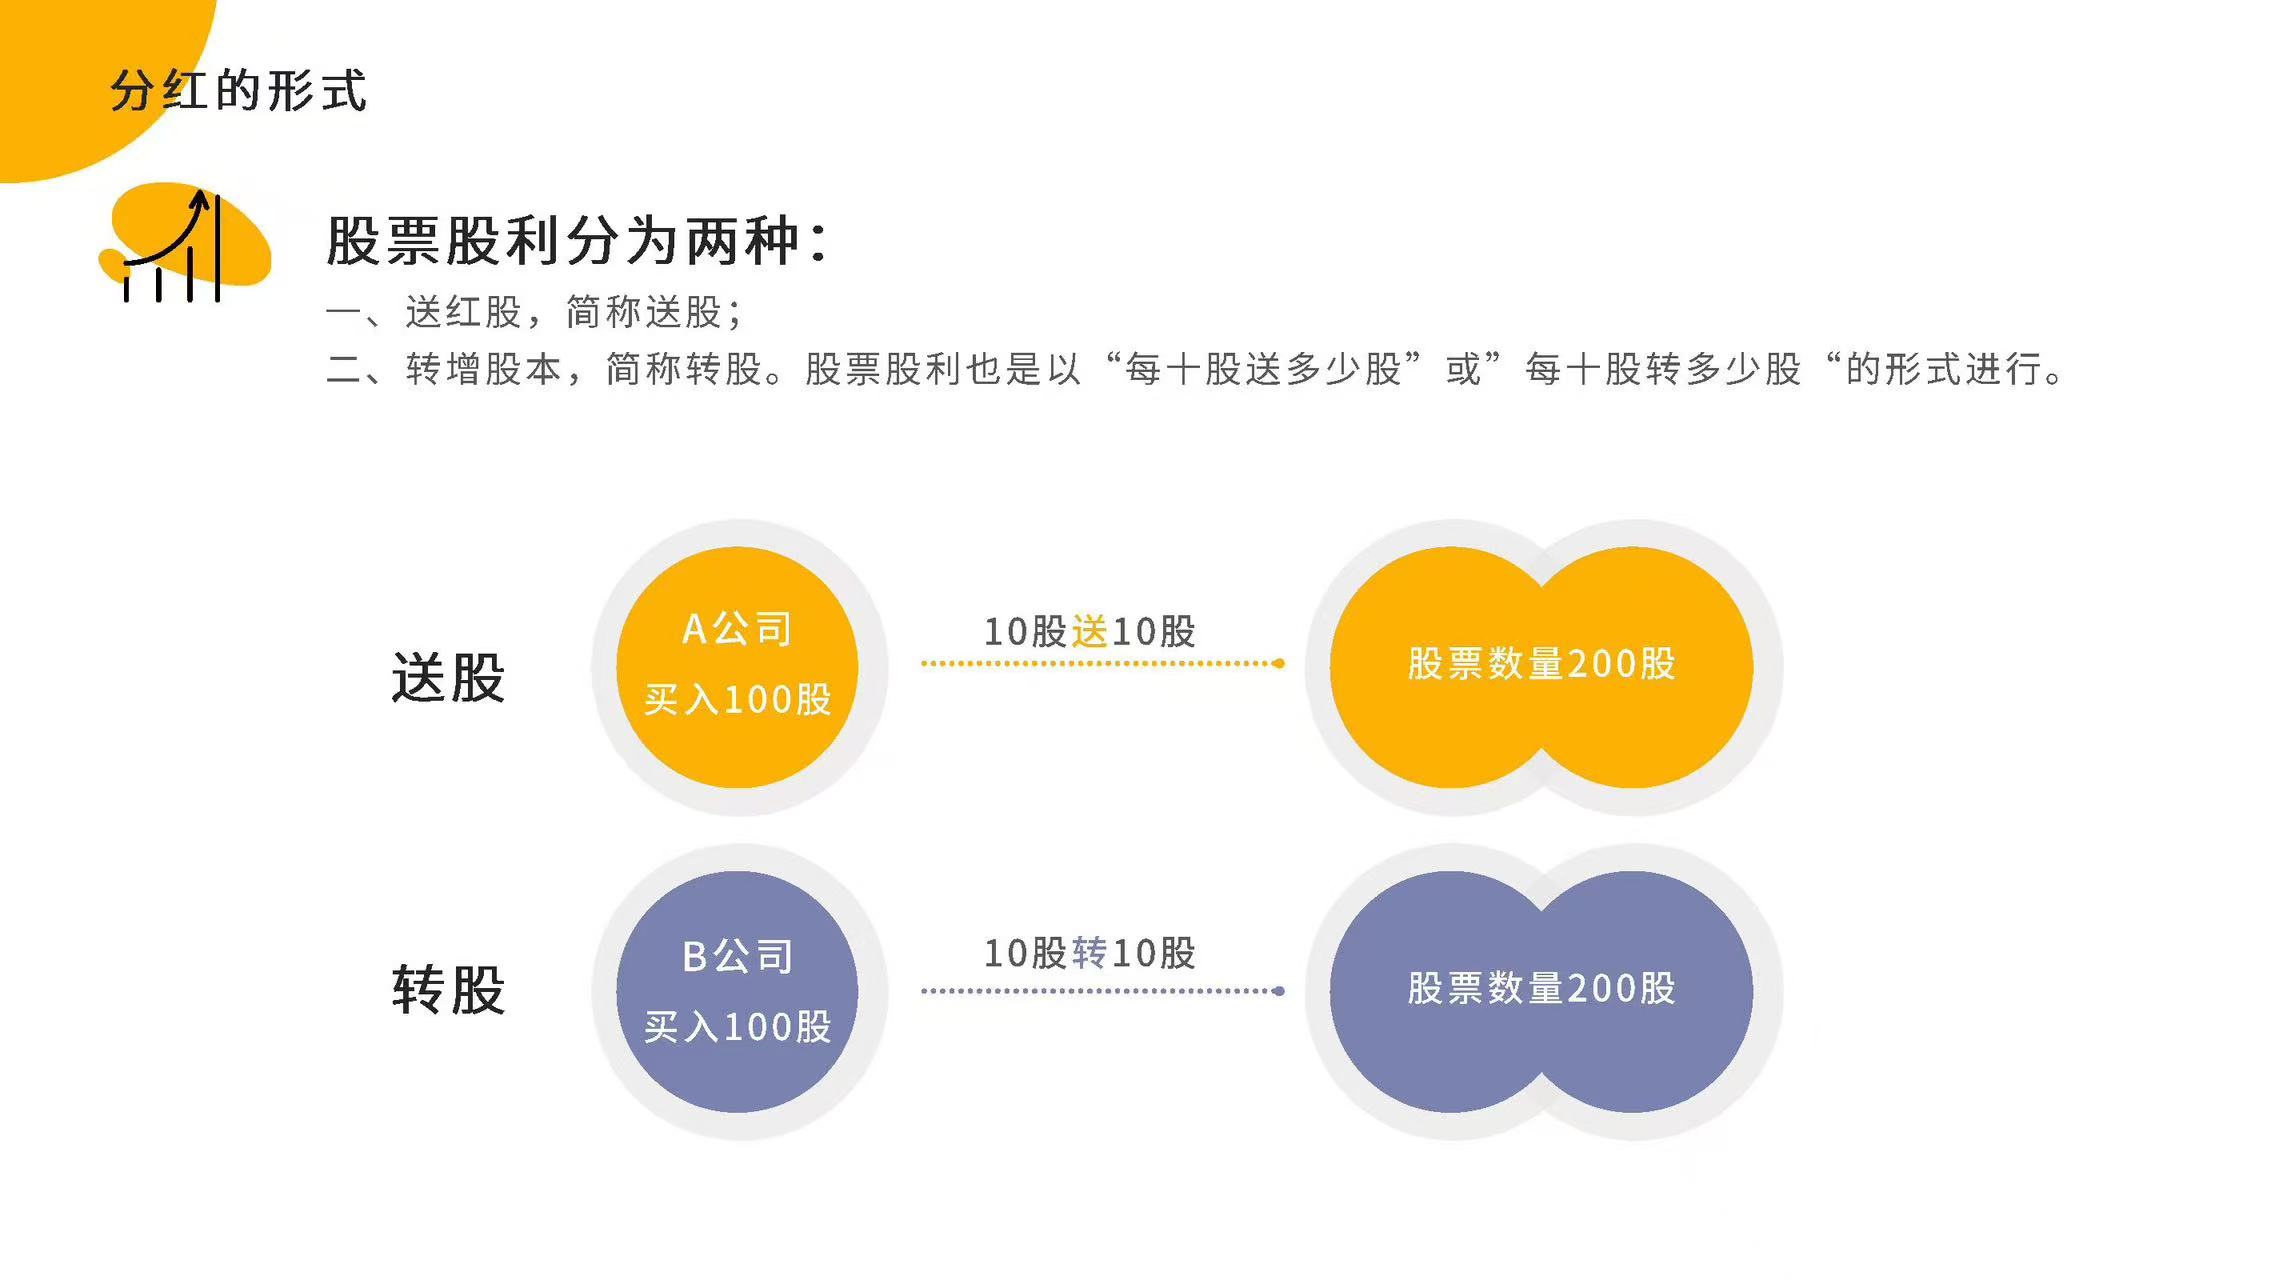 分红的形式
股票股利分为两种：
一、送红股，简称送股；
二、转增股本，简称转股。股票股利也是以“每十股送多少股”或”每十股转多少股“的形式进行。
送股
A公司
买入100股
10股送10股
股票数量200股
转股
B公司
买入100股
10股转10股
股票数量200股